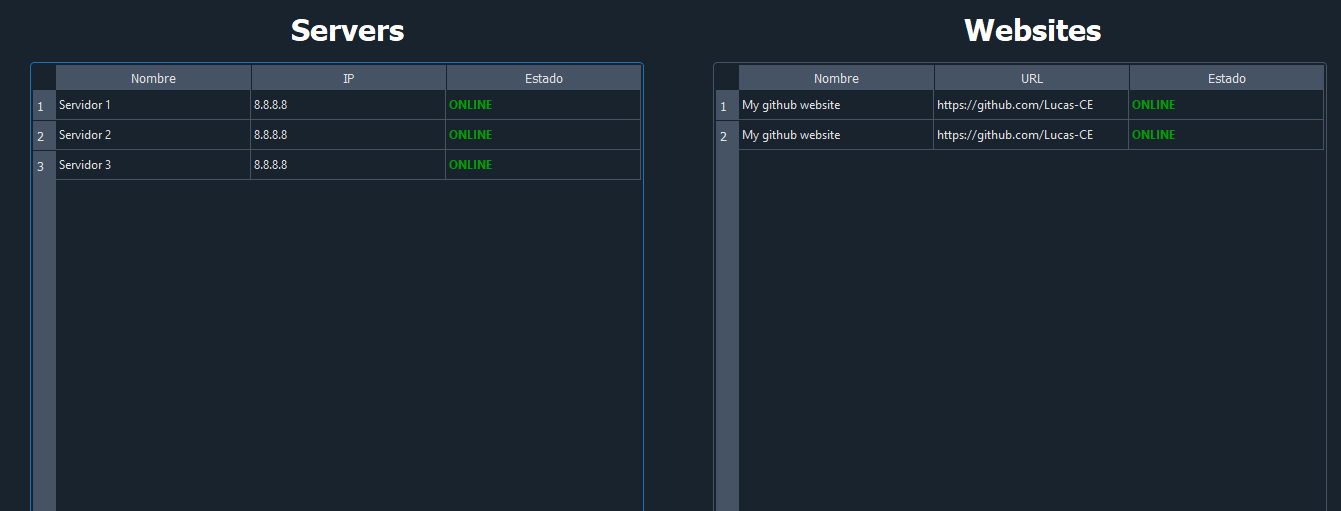 Servers
Nombre IP Estado
1 Servidor 1 8.8.8.8 ONLINE
2 Servidor 2 8.8.8.8 ONLINE
3 Servidor 3 8.8.8.8 ONLINE
Websites
Nombre URL Estado
1 My github website https://github.com/Lucas-CE ONLINE
2 My github website https://github.com/Lucas-CE ONLINE